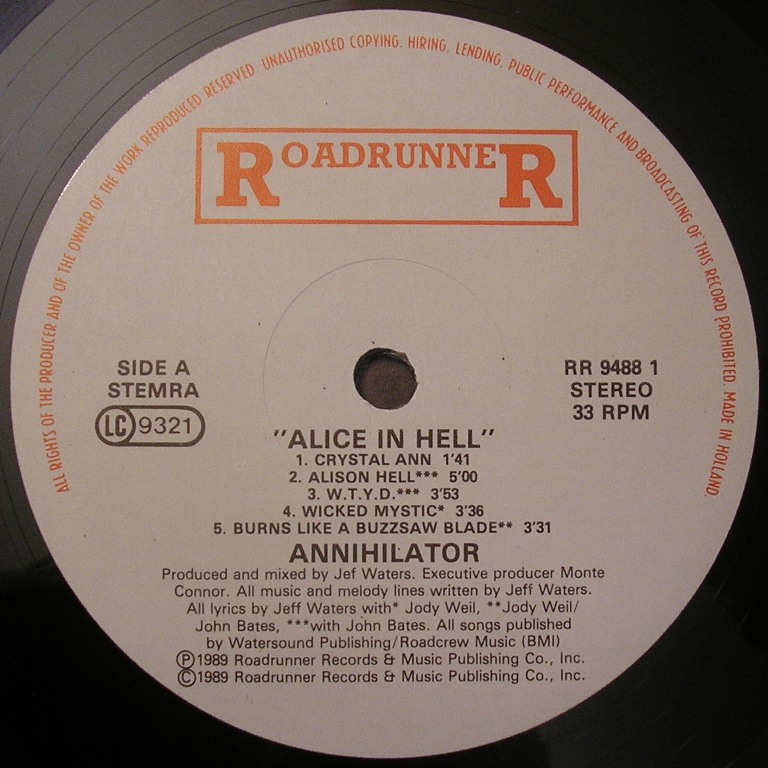 ALL RIGHTS OF THE PRODUCER AND OF THE OWNER OF THE WORK REPRODUCED RESERVED. UNAUTHORISED COPYING, HIRING, LENDING, PUBLIC PERFORMANCE AND BROADCASTING OF THIS RECORD PROHIBITED. MADE IN HOLLAND.
ROADRUNNER
SIDE A
STEMRA
LC 9321
RR 9488 1
STEREO
33 RPM
"ALICE IN HELL"
1. CRYSTAL ANN 1'41
2. ALISON HELL*** 5'00
3. W.T.Y.D.*** 3'53
4. WICKED MYSTIC* 3'36
5. BURNS LIKE A BUZZSAW BLADE** 3'31
ANNIHILATOR
Produced and mixed by Jef Waters. Executive producer Monte
Connor. All music and melody lines written by Jeff Waters.
All lyrics by Jeff Waters with* Jody Weil, **Jody Weil/
John Bates, ***with John Bates. All songs published
by Watersound Publishing/Roadcrew Music (BMI)
Ⓟ1989 Roadrunner Records & Music Publishing Co., Inc.
©1989 Roadrunner Records & Music Publishing Co., Inc.